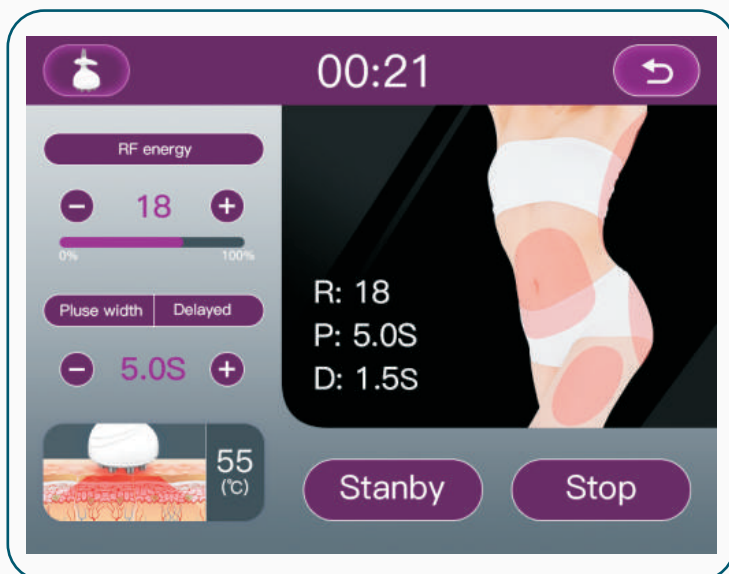 00:21
RF energy
18
0% 100%
Pluse width Delayed
5.0S
55
(°C)
R: 18
P: 5.0S
D: 1.5S
Stanby Stop